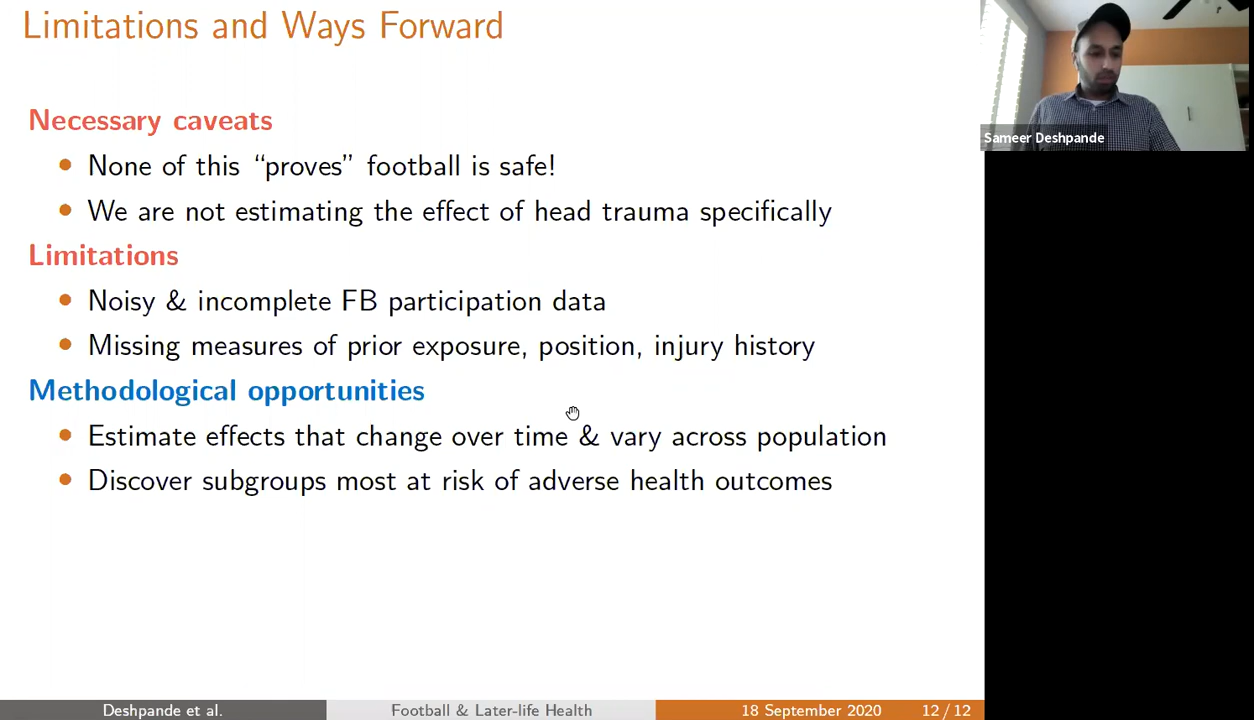 Limitations and Ways Forward
Sameer Deshpande
Necessary caveats
None of this “proves” football is safe!
We are not estimating the effect of head trauma specifically
Limitations
Noisy & incomplete FB participation data
Missing measures of prior exposure, position, injury history
Methodological opportunities
Estimate effects that change over time & vary across population
Discover subgroups most at risk of adverse health outcomes
Deshpande et al.
Football & Later-life Health
18 September 2020
12 / 12